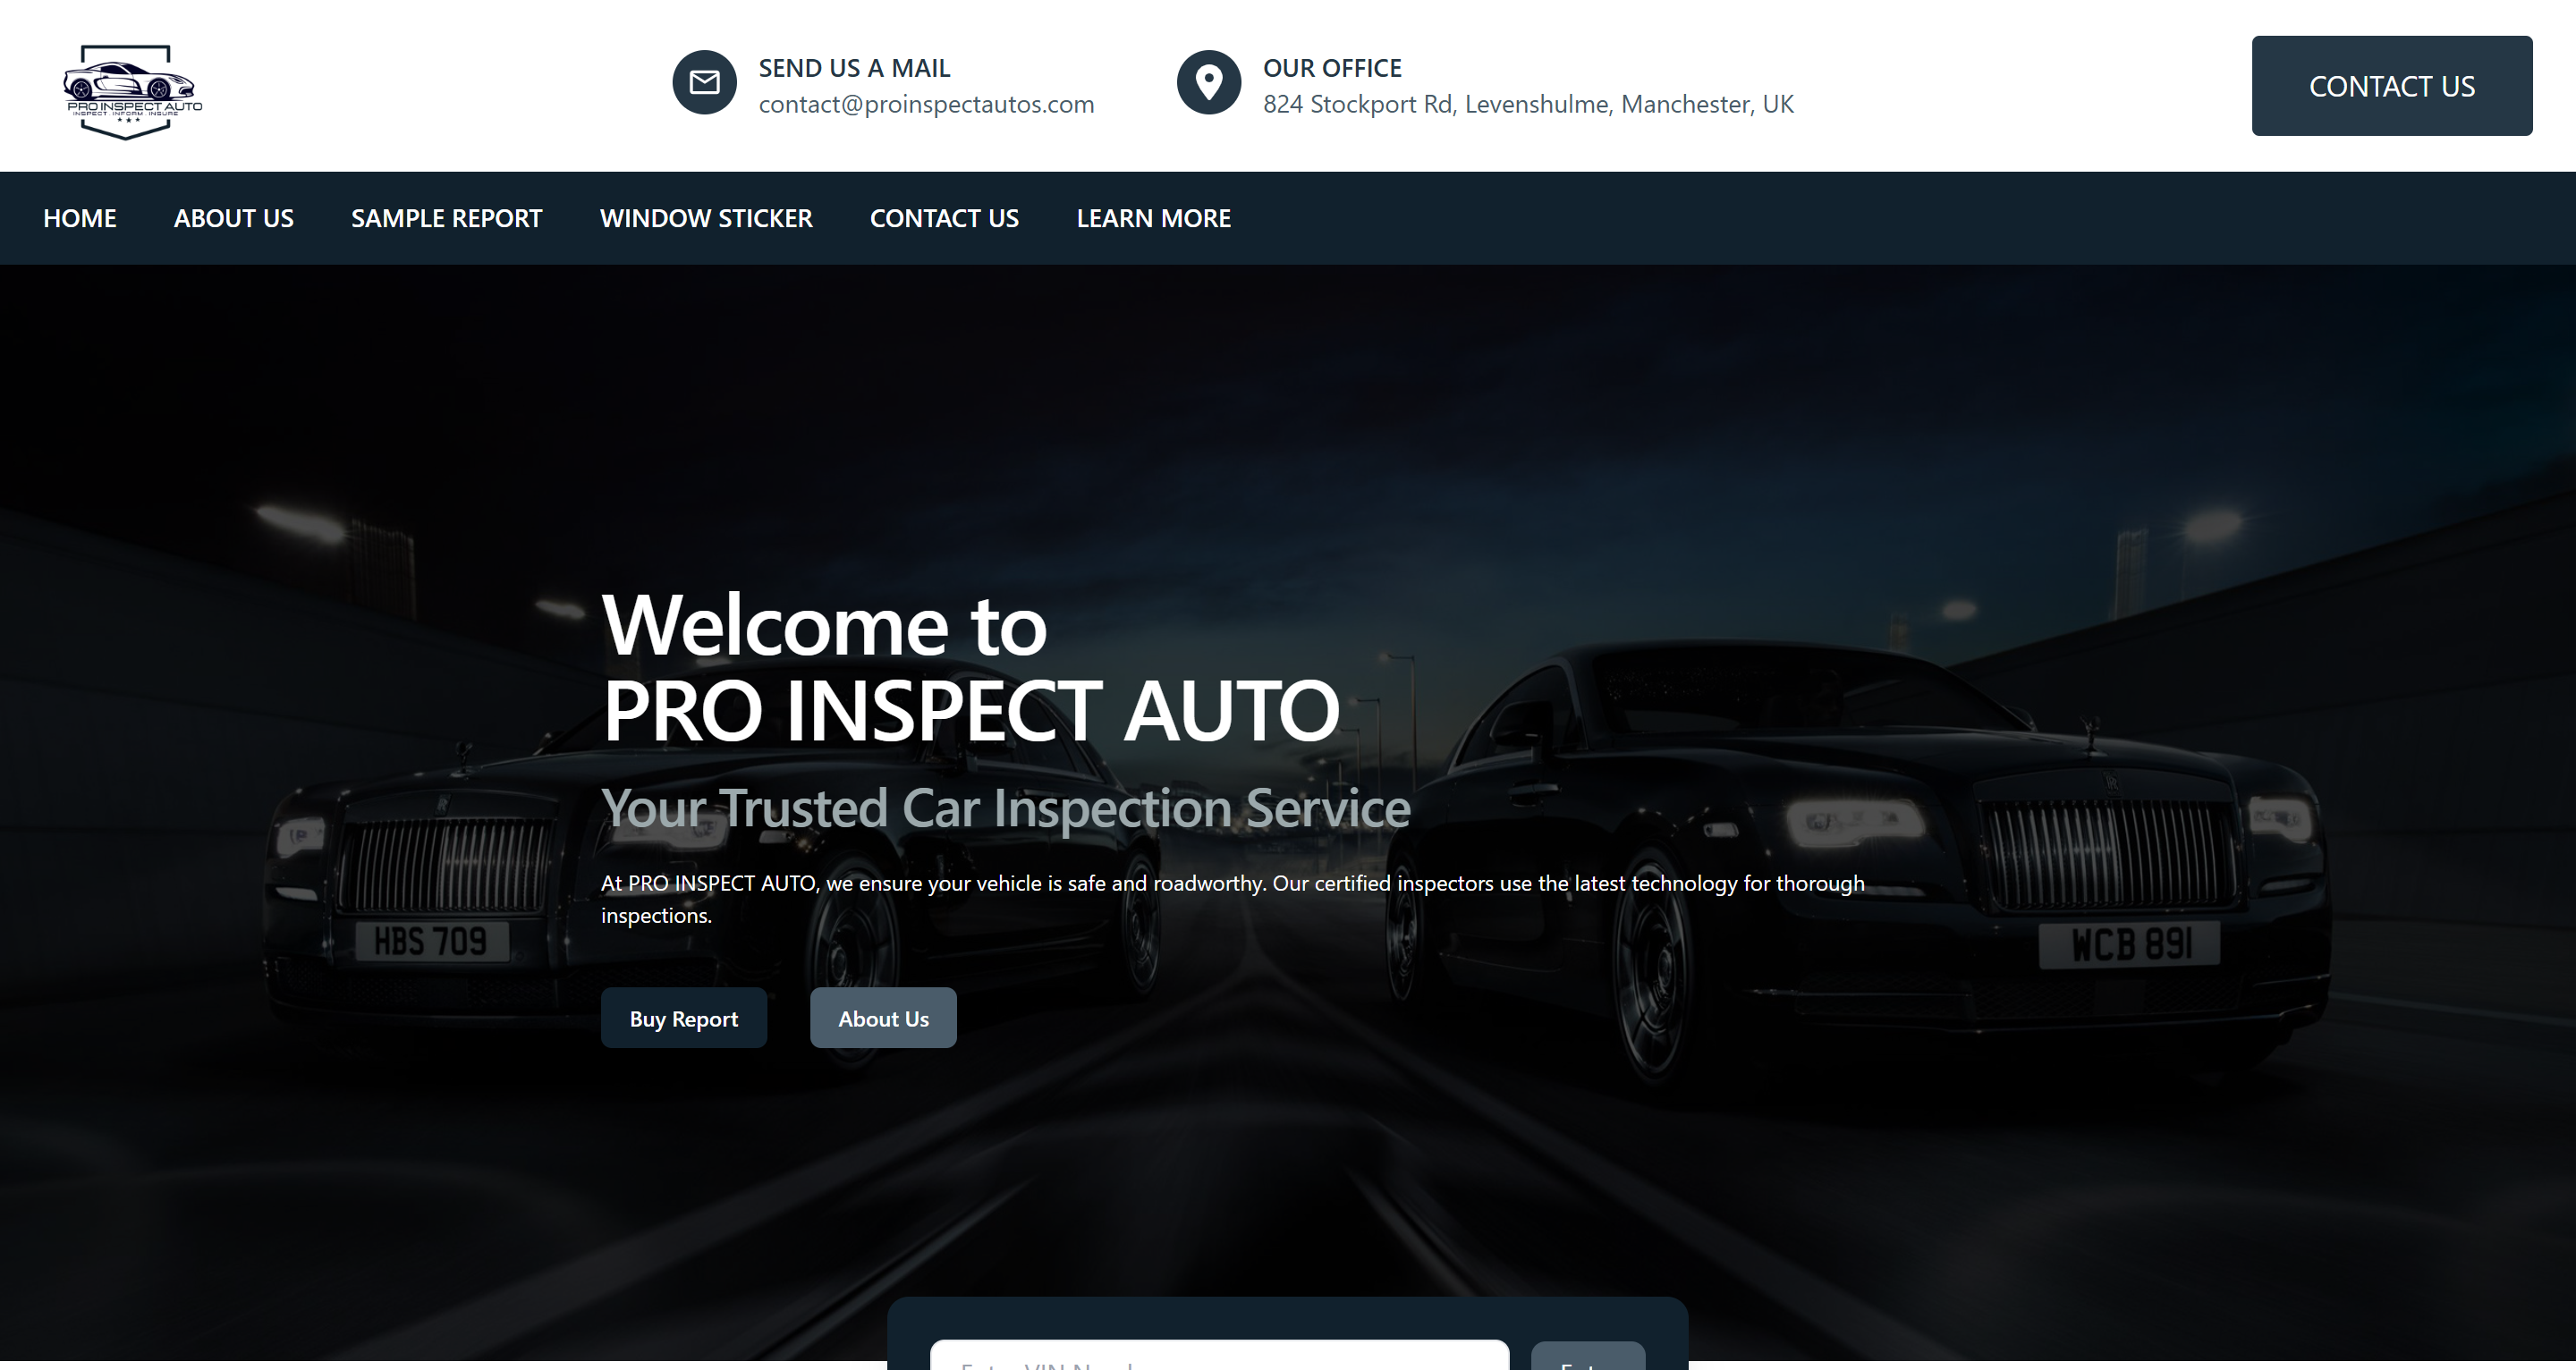 PRO INSPECT AUTO
INSPECT . INFORM . INSURE
SEND US A MAIL
contact@proinspectautos.com
OUR OFFICE
824 Stockport Rd, Levenshulme, Manchester, UK
CONTACT US
HOME
ABOUT US
SAMPLE REPORT
WINDOW STICKER
CONTACT US
LEARN MORE
Welcome to
PRO INSPECT AUTO
Your Trusted Car Inspection Service
At PRO INSPECT AUTO, we ensure your vehicle is safe and roadworthy. Our certified inspectors use the latest technology for thorough
inspections.
HBS 709
WCB 891
Buy Report
About Us